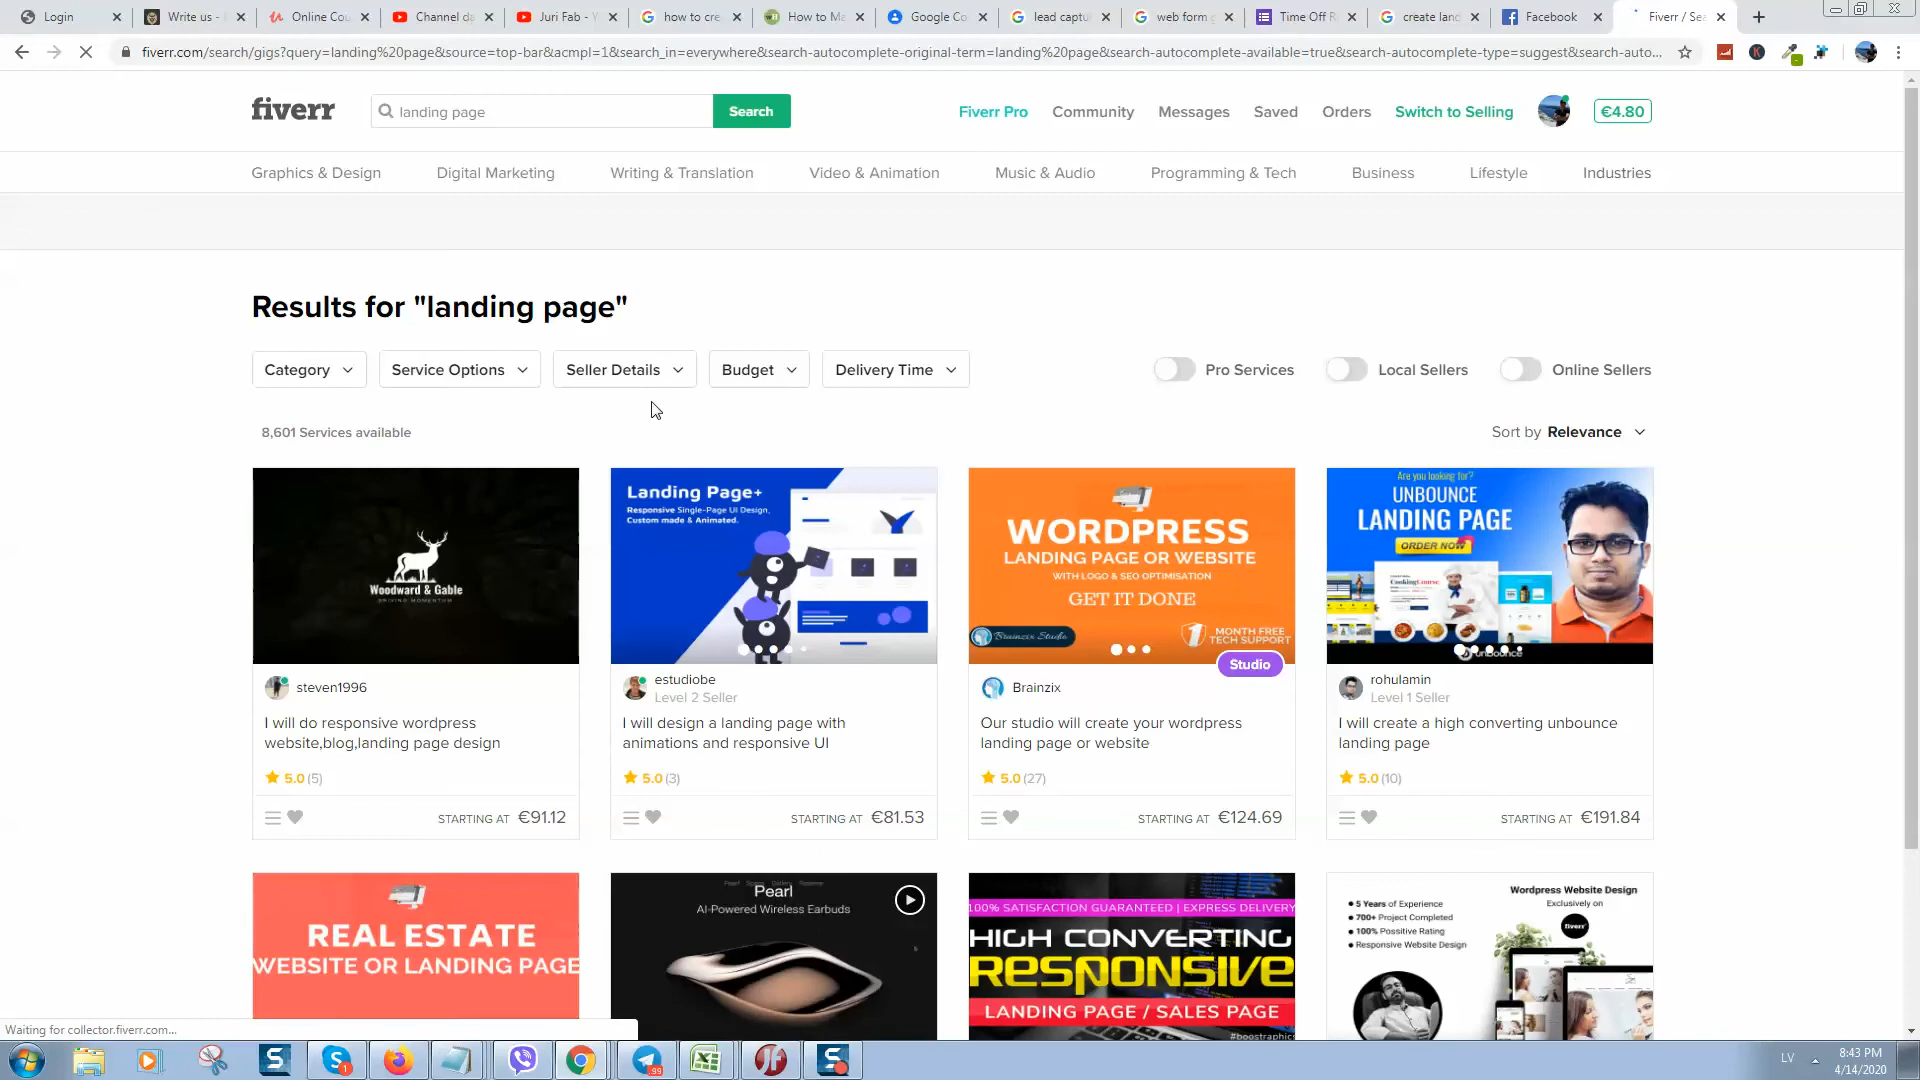 Login
Write us -
Online Cou
Channel da
Juri Fab - Y
how to cre
How to Ma
Google Co
lead captu
web form g
Time Off R
create land
Facebook
Fiverr / Sea
fiverr.com/search/gigs?query=landing%20page&source=top-bar&acmpl=1&search_in=everywhere&search-autocomplete-original-term=landing%20page&search-autocomplete-available=true&search-autocomplete-type=suggest&search-auto...
fiverr
landing page
Search
Fiverr Pro
Community
Messages
Saved
Orders
Switch to Selling
€4.80
Graphics & Design
Digital Marketing
Writing & Translation
Video & Animation
Music & Audio
Programming & Tech
Business
Lifestyle
Industries
Results for "landing page"
Category
Service Options
Seller Details
Budget
Delivery Time
Pro Services
Local Sellers
Online Sellers
8,601 Services available
Sort by Relevance
Woodward & Gable
Landing Page+
Responsive Single-Page UI Design,
Custom made & Animated.
WORDPRESS
LANDING PAGE OR WEBSITE
WITH LOGO & SEO OPTIMISATION
GET IT DONE
Brainzix Studio
1 MONTH FREE
TECH SUPPORT
Are you looking for?
UNBOUNCE
LANDING PAGE
ORDER NOW
unbounce
Studio
steven1996
I will do responsive wordpress
website,blog,landing page design
5.0 (5)
STARTING AT €91.12
estudiobe
Level 2 Seller
I will design a landing page with
animations and responsive UI
5.0 (3)
STARTING AT €81.53
Brainzix
Our studio will create your wordpress
landing page or website
5.0 (27)
STARTING AT €124.69
rohulamin
Level 1 Seller
I will create a high converting unbounce
landing page
5.0 (10)
STARTING AT €191.84
REAL ESTATE
WEBSITE OR LANDING PAGE
Pearl
AI-Powered Wireless Earbuds
100% SATISFACTION GUARANTEED | EXPRESS DELIVERY
HIGH CONVERTING
RESPONSIVE
LANDING PAGE / SALES PAGE
#boostraphics
Wordpress Website Design
Exclusively on
fiverr
5 Years of Experience
700+ Project Completed
100% Possitive Rating
Responsive Website Design
Waiting for collector.fiverr.com...
1
99
LV
8:43 PM
4/14/2020